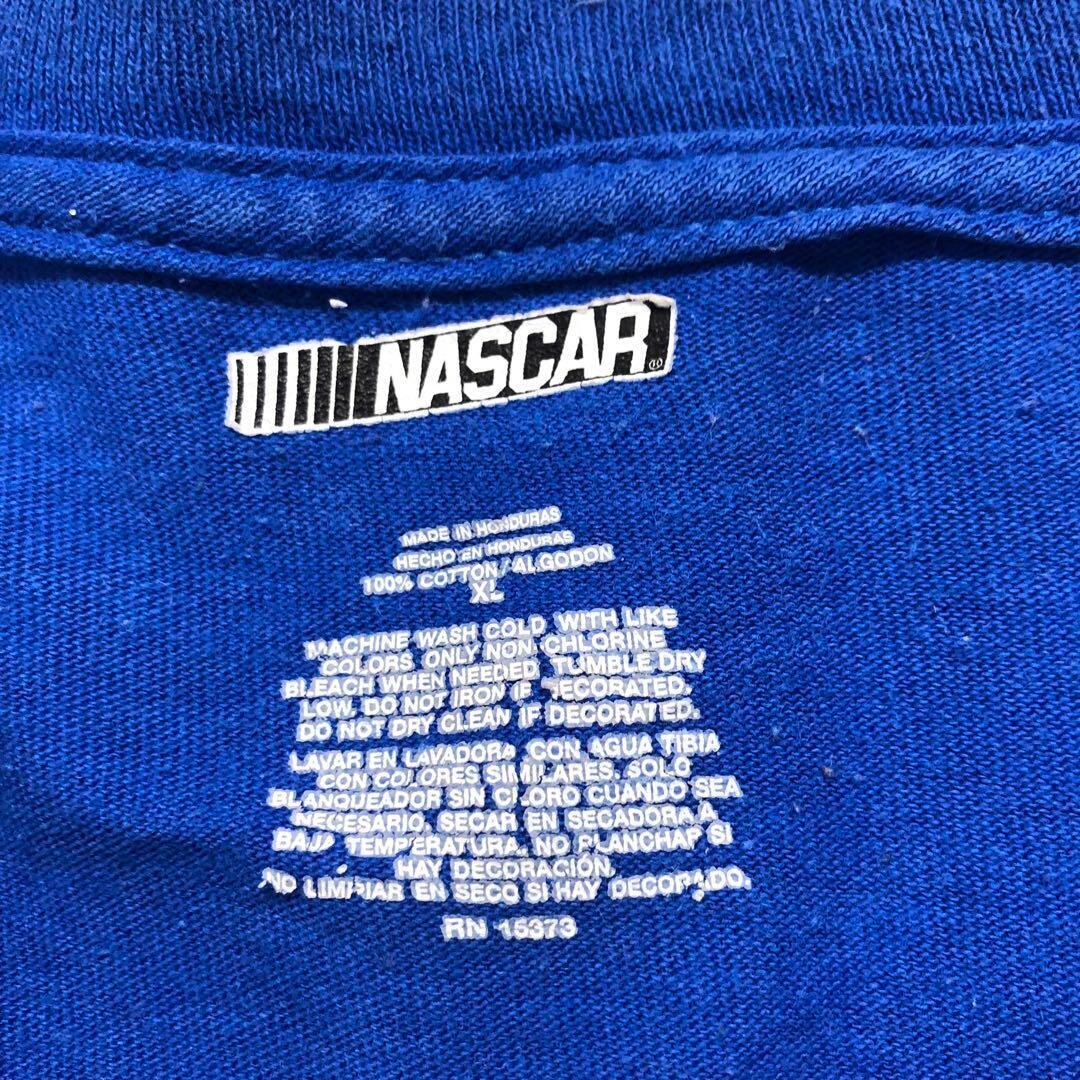 NASCAR
MADE IN HONDURAS
HECHO EN HONDURAS
100% COTTON/ALGODON
XL
MACHINE WASH COLD WITH LIKE
COLORS. ONLY NON-CHLORINE
BLEACH WHEN NEEDED. TUMBLE DRY
LOW. DO NOT IRON IF DECORATED.
DO NOT DRY CLEAN IF DECORATED.
LAVAR EN LAVADORA CON AGUA TIBIA
CON COLORES SIMILARES. SOLO
BLANQUEADOR SIN CLORO CUANDO SEA
NECESARIO. SECAR EN SECADORA A
BAJA TEMPERATURA. NO PLANCHAR SI
HAY DECORACIÓN.
NO LIMPIAR EN SECO SI HAY DECORADO.
RN 15373